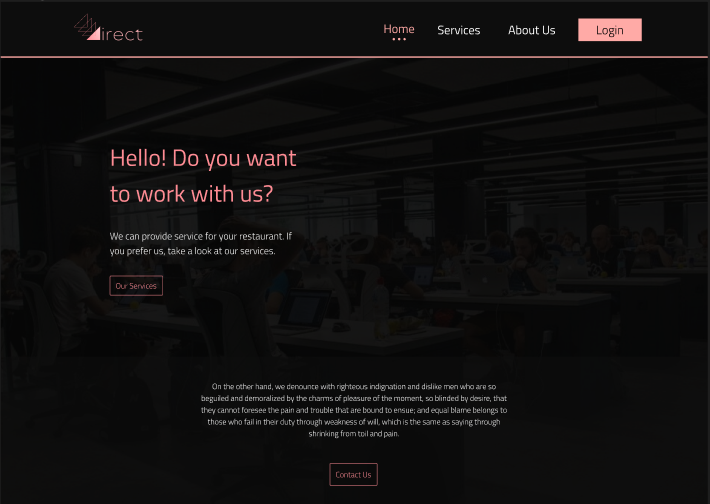 irect
Home
Services
About Us
Login
Hello! Do you want
to work with us?
We can provide service for your restaurant. If
you prefer us, take a look at our services.
Our Services
On the other hand, we denounce with righteous indignation and dislike men who are so
beguiled and demoralized by the charms of pleasure of the moment, so blinded by desire, that
they cannot foresee the pain and trouble that are bound to ensue; and equal blame belongs to
those who fail in their duty through weakness of will, which is the same as saying through
shrinking from toil and pain.
Contact Us